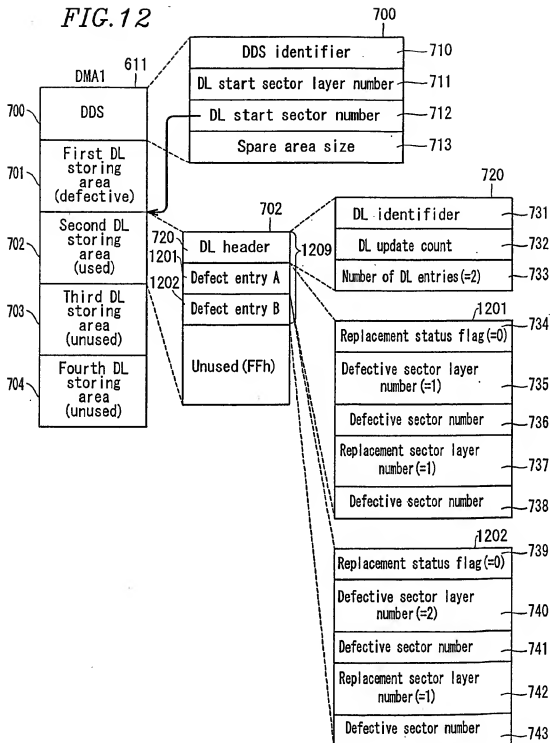 FIG.12
DMA1
611
700
DDS
701
First DL
storing
area
(defective)
702
Second DL
storing
area
(used)
703
Third DL
storing
area
(unused)
704
Fourth DL
storing
area
(unused)
700
DDS identifier
710
DL start sector layer number
711
DL start sector number
712
Spare area size
713
702
720
DL header
1209
1201
Defect entry A
1202
Defect entry B
Unused (FFh)
720
DL identifider
731
DL update count
732
Number of DL entries(=2)
733
1201
Replacement status flag(=0)
734
Defective sector layer
number(=1)
735
Defective sector number
736
Replacement sector layer
number(=1)
737
Defective sector number
738
1202
Replacement status flag(=0)
739
Defective sector layer
number(=2)
740
Defective sector number
741
Replacement sector layer
number(=1)
742
Defective sector number
743